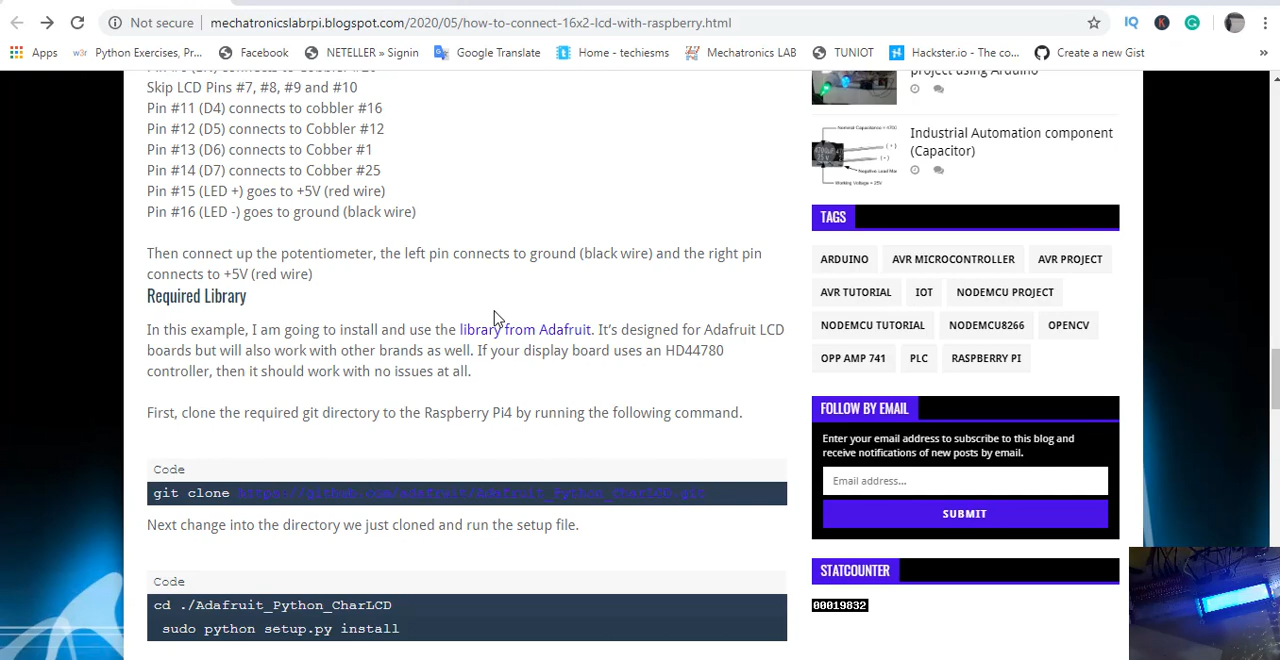 Not secure
mechatronicslabrpi.blogspot.com/2020/05/how-to-connect-16x2-lcd-with-raspberry.html
Apps
w3r
Python Exercises, Pr...
Facebook
NETELLER » Signin
Google Translate
Home - techiesms
Mechatronics LAB
TUNIOT
Hackster.io - The co...
Create a new Gist
»
Skip LCD Pins #7, #8, #9 and #10
Pin #11 (D4) connects to cobbler #16
Pin #12 (D5) connects to Cobbler #12
Pin #13 (D6) connects to Cobber #1
Pin #14 (D7) connects to Cobber #25
Pin #15 (LED +) goes to +5V (red wire)
Pin #16 (LED -) goes to ground (black wire)
Then connect up the potentiometer, the left pin connects to ground (black wire) and the right pin
connects to +5V (red wire)
Required Library
In this example, I am going to install and use the library from Adafruit. It's designed for Adafruit LCD
boards but will also work with other brands as well. If your display board uses an HD44780
controller, then it should work with no issues at all.
First, clone the required git directory to the Raspberry Pi4 by running the following command.
Code
git clone https://github.com/adafruit/Adafruit_Python_CharLCD.git
Next change into the directory we just cloned and run the setup file.
Code
cd ./Adafruit_Python_CharLCD
sudo python setup.py install
project using Arduino
Industrial Automation component
(Capacitor)
TAGS
ARDUINO
AVR MICROCONTROLLER
AVR PROJECT
AVR TUTORIAL
IOT
NODEMCU PROJECT
NODEMCU TUTORIAL
NODEMCU8266
OPENCV
OPP AMP 741
PLC
RASPBERRY PI
FOLLOW BY EMAIL
Enter your email address to subscribe to this blog and
receive notifications of new posts by email.
Email address...
SUBMIT
STATCOUNTER
00019832